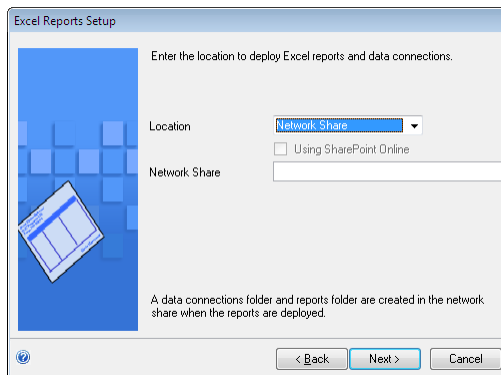 Excel Reports Setup
Enter the location to deploy Excel reports and data connections.
Location
Network Share
Using SharePoint Online
Network Share
A data connections folder and reports folder are created in the network
share when the reports are deployed.
< Back
Next >
Cancel